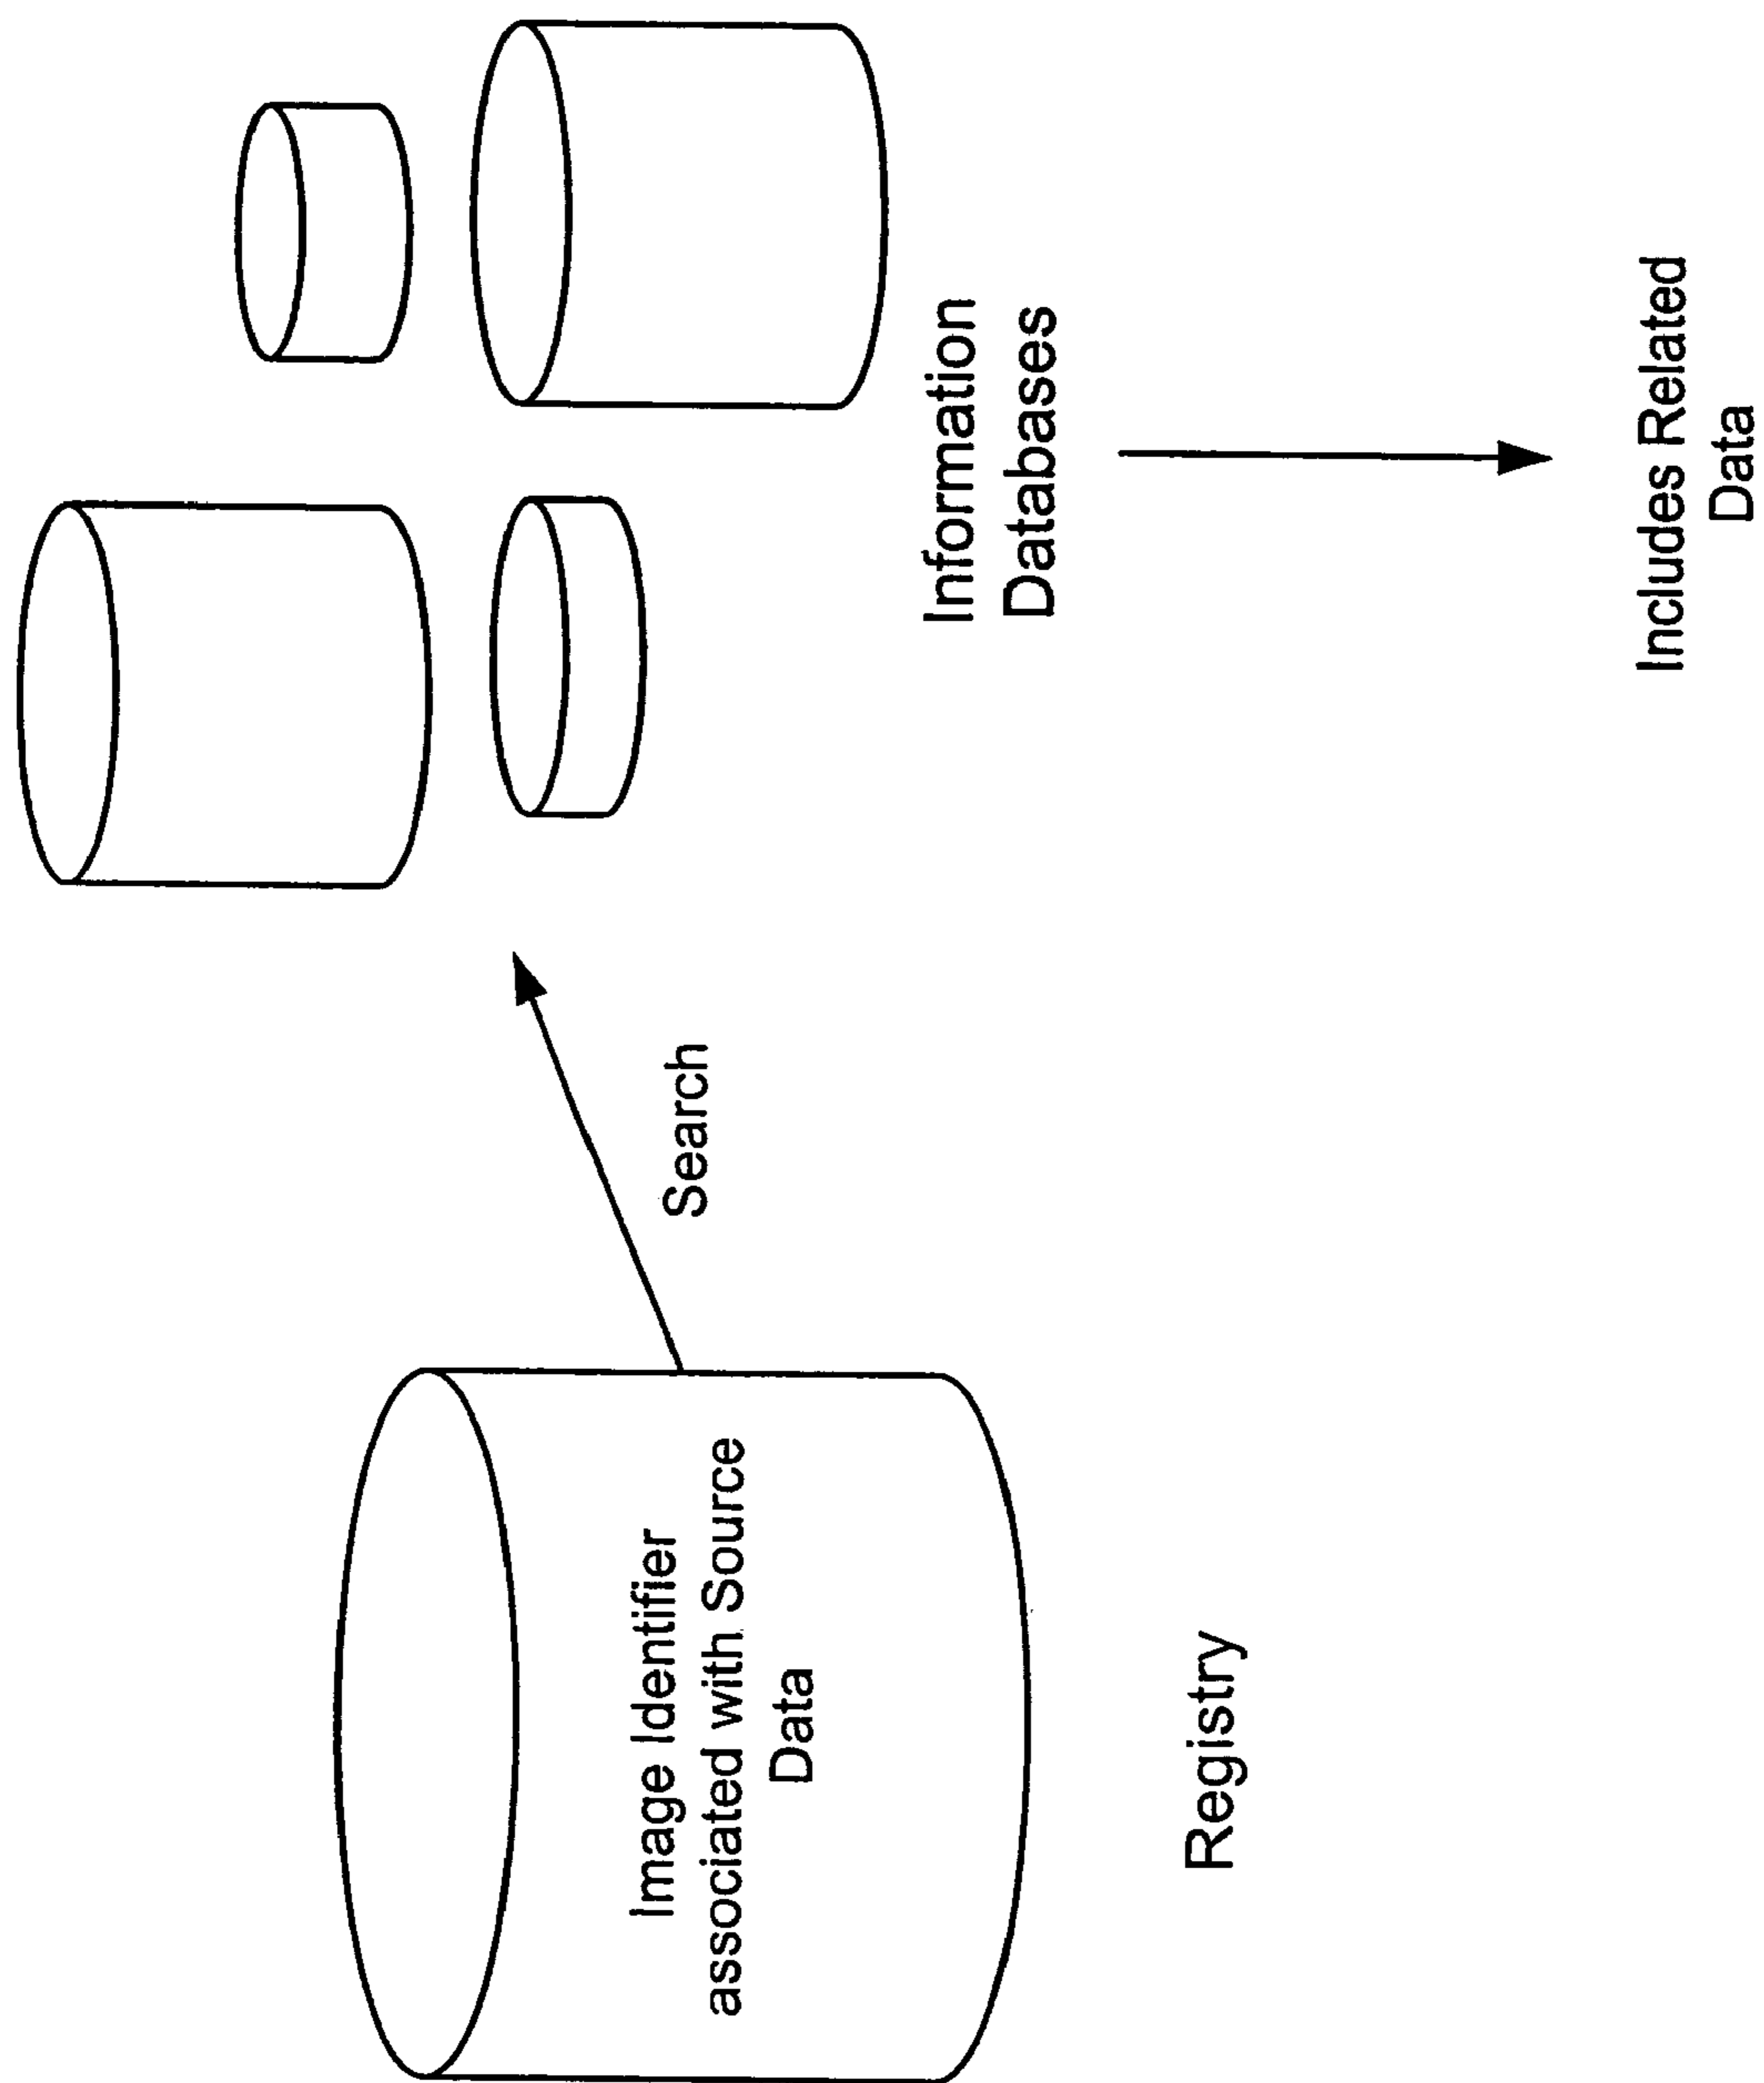 Image Identifier
associated with Source
Data
Registry
Search
Information
Databases
Includes Related
Data